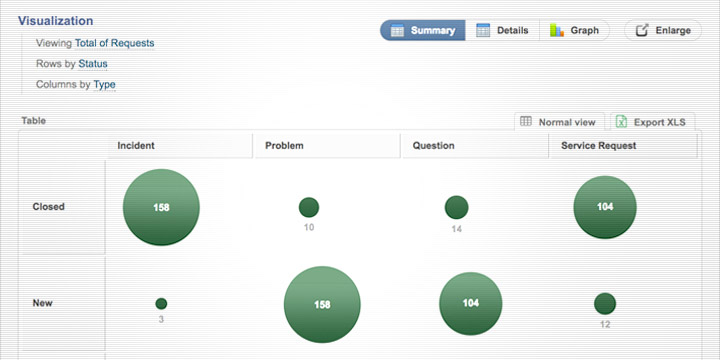 Visualization
Summary
Details
Graph
Enlarge
Viewing Total of Requests
Rows by Status
Columns by Type
Table
Normal view
Export XLS
Incident
Problem
Question
Service Request
Closed
158
10
14
104
New
3
158
104
12